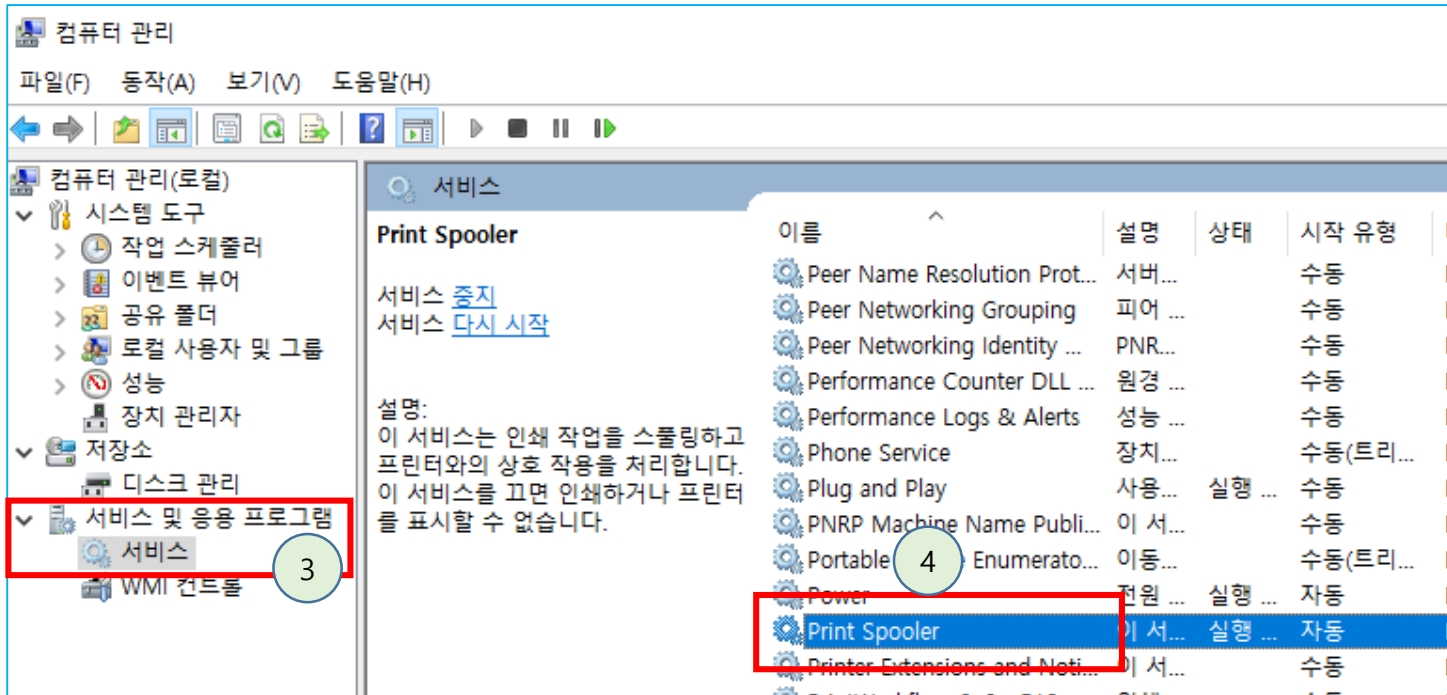 컴퓨터 관리
파일(F) 동작(A) 보기(V) 도움말(H)
컴퓨터 관리(로컬)
시스템 도구
작업 스케줄러
이벤트 뷰어
공유 폴더
로컬 사용자 및 그룹
성능
장치 관리자
저장소
디스크 관리
서비스 및 응용 프로그램
서비스
3
WMI 컨트롤
서비스
Print Spooler
서비스 중지
서비스 다시 시작
설명:
이 서비스는 인쇄 작업을 스풀링하고
프린터와의 상호 작용을 처리합니다.
이 서비스를 끄면 인쇄하거나 프린터
를 표시할 수 없습니다.
이름 설명 상태 시작 유형
Peer Name Resolution Prot... 서버... 수동
Peer Networking Grouping 피어 ... 수동
Peer Networking Identity ... PNR... 수동
Performance Counter DLL ... 원경 ... 수동
Performance Logs & Alerts 성능 ... 수동
Phone Service 장치... 수동(트리...
Plug and Play 사용... 실행 ... 수동
PNRP Machine Name Publi... 이 서... 수동
Portable 4 Enumerato... 이동... 수동(트리...
Power 전원 ... 실행 ... 자동
Print Spooler 이 서... 실행 ... 자동
Printer Extensions and Noti... 이 서... 수동